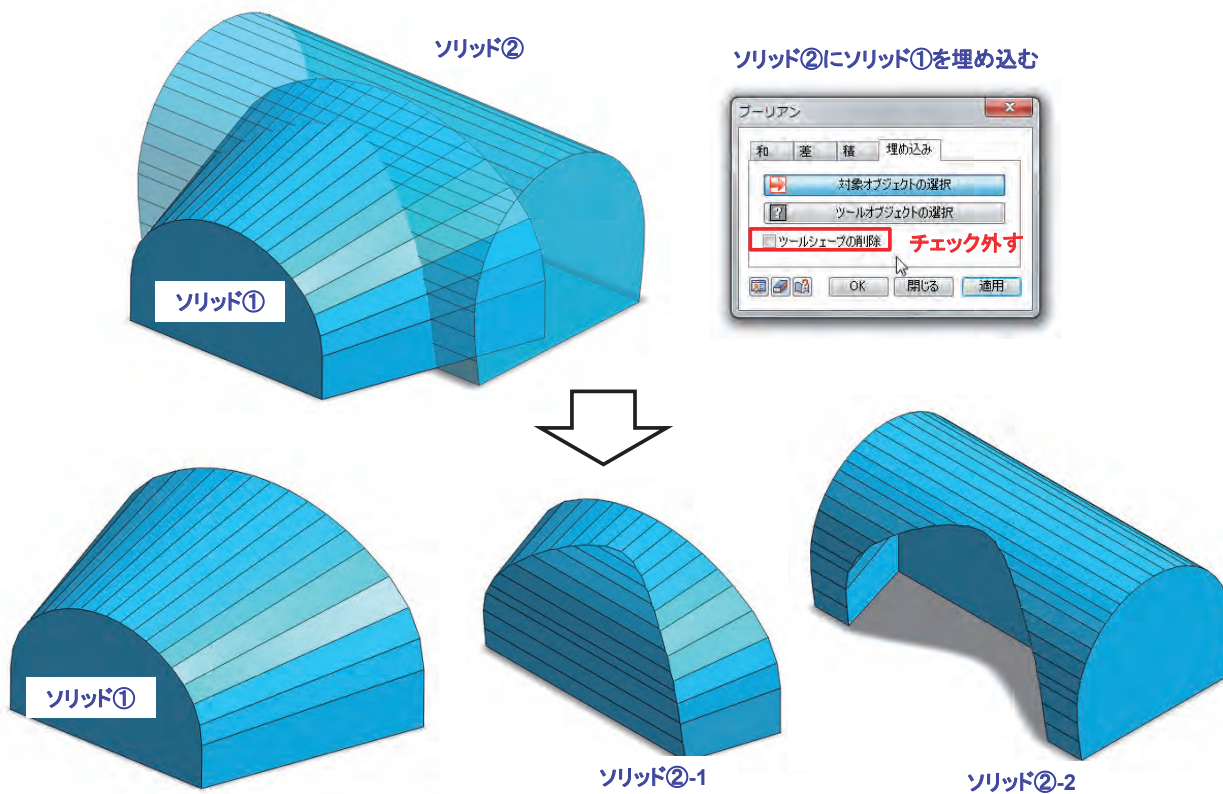 ソリッド②
ソリッド②にソリッド①を埋め込む
ブーリアン
和 差 積 埋め込み
対象オブジェクトの選択
? ツールオブジェクトの選択
ツールシェープの削除 チェック外す
OK 閉じる 適用
ソリッド①
ソリッド①
ソリッド②-1
ソリッド②-2